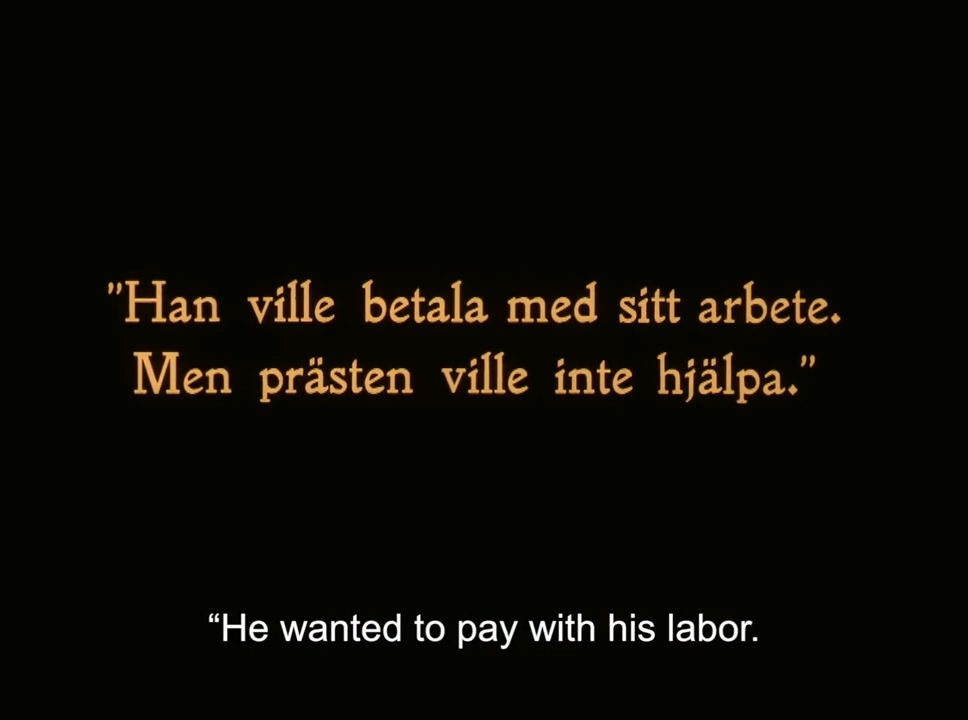 "Han ville betala med sitt arbete.
Men prästen ville inte hjälpa."
“He wanted to pay with his labor.